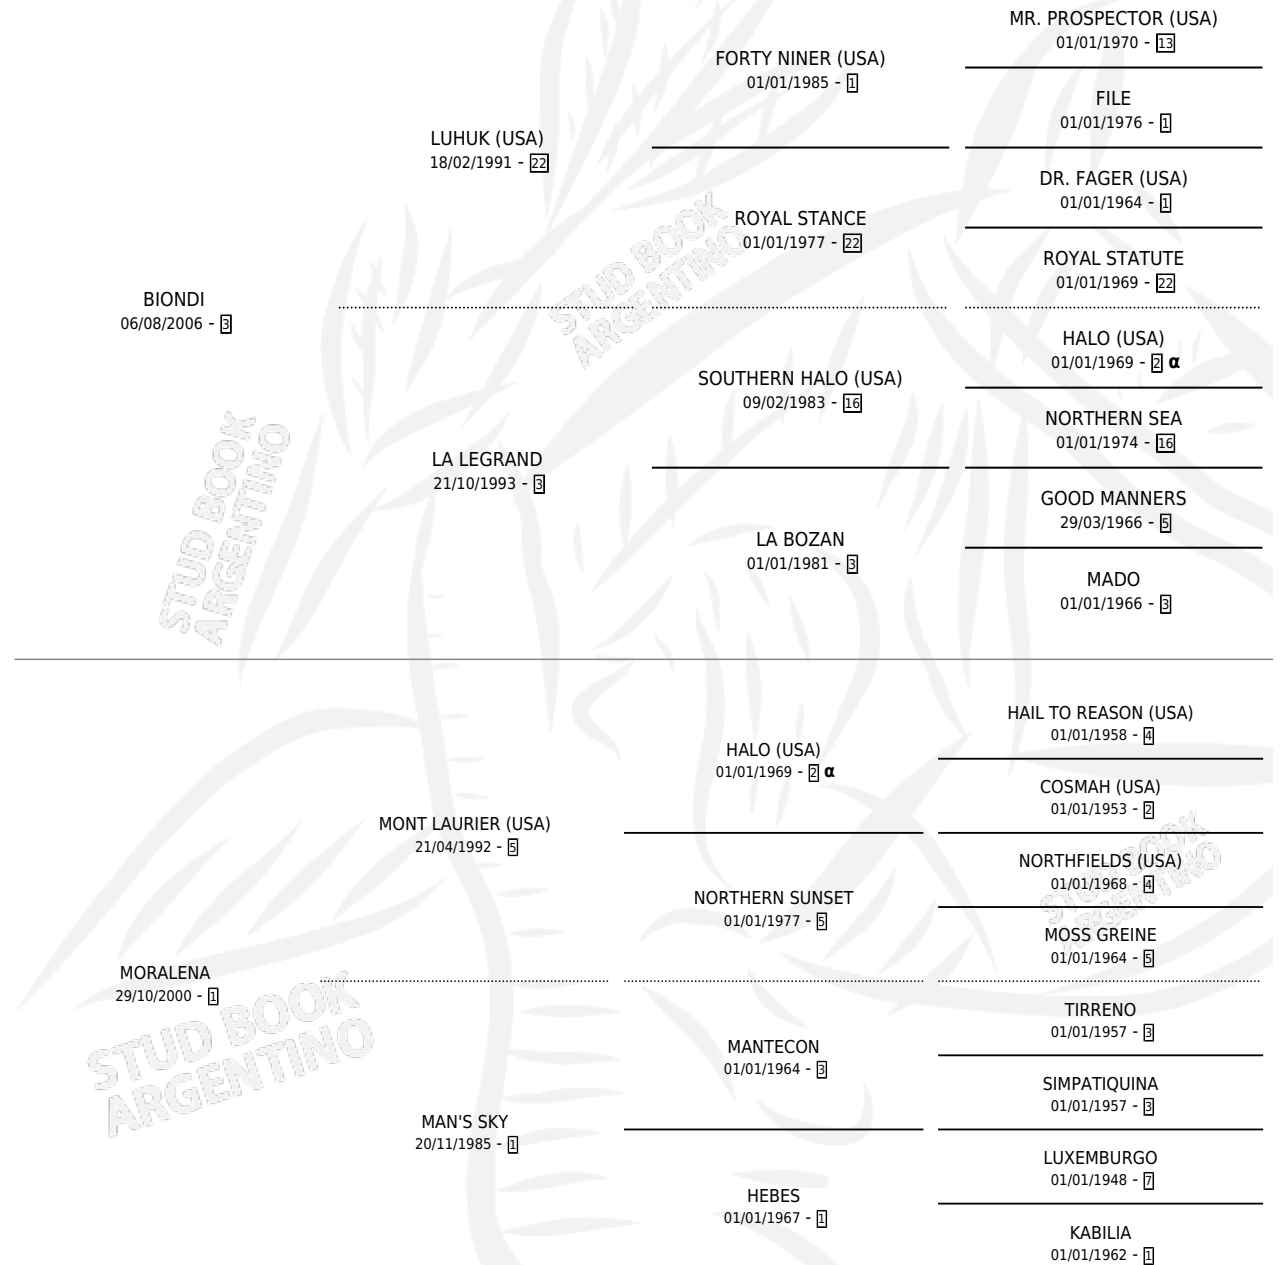 MR. PROSPECTOR (USA)
01/01/1970 - 13
FORTY NINER (USA)
01/01/1985 - 1
FILE
01/01/1976 - 1
LUHUK (USA)
18/02/1991 - 22
DR. FAGER (USA)
01/01/1964 - 1
ROYAL STANCE
01/01/1977 - 22
ROYAL STATUTE
01/01/1969 - 22
BIONDI
06/08/2006 - 3
HALO (USA)
01/01/1969 - 2 α
SOUTHERN HALO (USA)
09/02/1983 - 16
NORTHERN SEA
01/01/1974 - 16
LA LEGRAND
21/10/1993 - 3
GOOD MANNERS
29/03/1966 - 5
LA BOZAN
01/01/1981 - 3
MADO
01/01/1966 - 3
HAIL TO REASON (USA)
01/01/1958 - 4
HALO (USA)
01/01/1969 - 2 α
COSMAH (USA)
01/01/1953 - 2
MONT LAURIER (USA)
21/04/1992 - 5
NORTHFIELDS (USA)
01/01/1968 - 4
NORTHERN SUNSET
01/01/1977 - 5
MOSS GREINE
01/01/1964 - 5
MORALENA
29/10/2000 - 1
TIRRENO
01/01/1957 - 3
MANTECON
01/01/1964 - 3
SIMPATIQUINA
01/01/1957 - 3
MAN'S SKY
20/11/1985 - 1
LUXEMBURGO
01/01/1948 - 7
HEBES
01/01/1967 - 1
KABILIA
01/01/1962 - 1
STUD BOOK
ARGENTINO
STUD BOOK
ARGENTINO
STUD BOOK
ARGENTINO
STUD BOOK
ARGENTINO